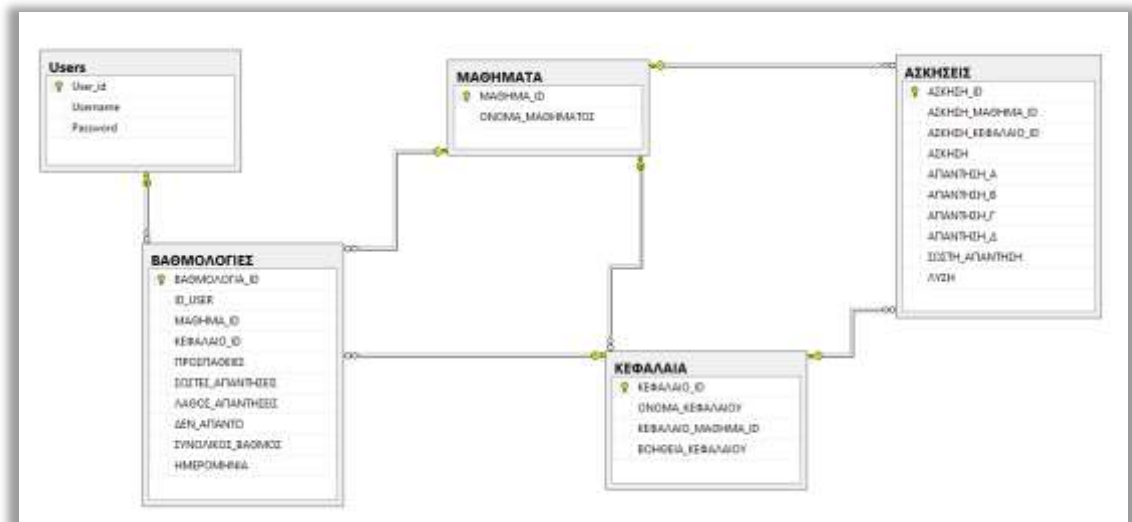 Users
User_id
Username
Password
ΜΑΘΗΜΑΤΑ
ΜΑΘΗΜΑ_ID
ΟΝΟΜΑ_ΜΑΘΗΜΑΤΟΣ
ΑΣΚΗΣΕΙΣ
ΑΣΚΗΣΗ_ID
ΑΣΚΗΣΗ_ΜΑΘΗΜΑ_ID
ΑΣΚΗΣΗ_ΚΕΦΑΛΑΙΟ_ID
ΑΣΚΗΣΗ
ΑΠΑΝΤΗΣΗ_Α
ΑΠΑΝΤΗΣΗ_Β
ΑΠΑΝΤΗΣΗ_Γ
ΑΠΑΝΤΗΣΗ_Δ
ΣΩΣΤΗ_ΑΠΑΝΤΗΣΗ
ΛΥΣΗ
ΒΑΘΜΟΛΟΓΙΕΣ
ΒΑΘΜΟΛΟΓΙΑ_ID
ID_USER
ΜΑΘΗΜΑ_ID
ΚΕΦΑΛΑΙΟ_ID
ΠΡΟΣΠΑΘΕΙΕΣ
ΣΩΣΤΕΣ_ΑΠΑΝΤΗΣΕΙΣ
ΛΑΘΟΣ_ΑΠΑΝΤΗΣΕΙΣ
ΔΕΝ_ΑΠΑΝΤΩ
ΣΥΝΟΛΙΚΟΣ_ΒΑΘΜΟΣ
ΗΜΕΡΟΜΗΝΙΑ
ΚΕΦΑΛΑΙΑ
ΚΕΦΑΛΑΙΟ_ID
ΟΝΟΜΑ_ΚΕΦΑΛΑΙΟΥ
ΚΕΦΑΛΑΙΟ_ΜΑΘΗΜΑ_ID
ΒΟΗΘΕΙΑ_ΚΕΦΑΛΑΙΟΥ